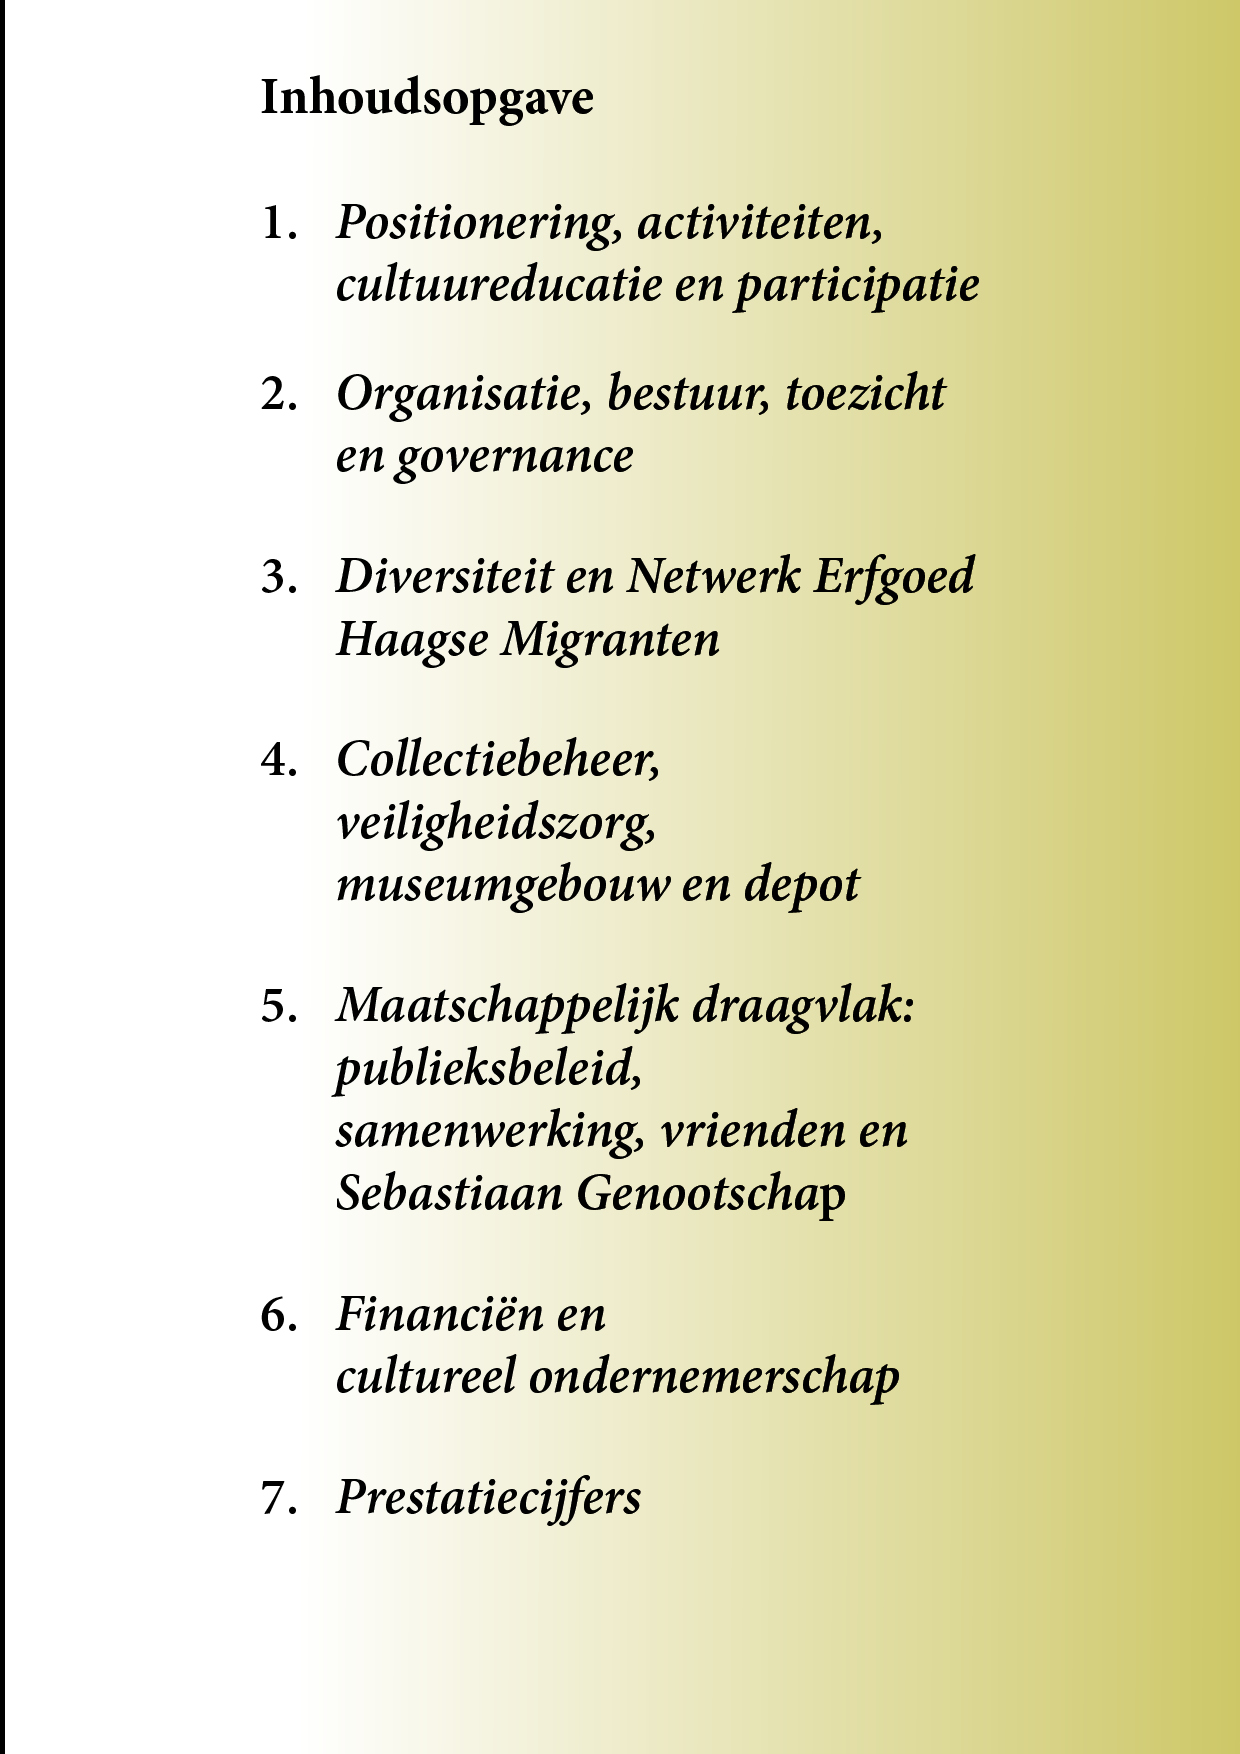 Inhoudsopgave
1. Positionering, activiteiten,
cultuureducatie en participatie
2. Organisatie, bestuur, toezicht
en governance
3. Diversiteit en Netwerk Erfgoed
Haagse Migranten
4. Collectiebeheer,
veiligheidszorg,
museumgebouw en depot
5. Maatschappelijk draagvlak:
publieksbeleid,
samenwerking, vrienden en
Sebastiaan Genootschap
6. Financiën en
cultureel ondernemerschap
7. Prestatiecijfers